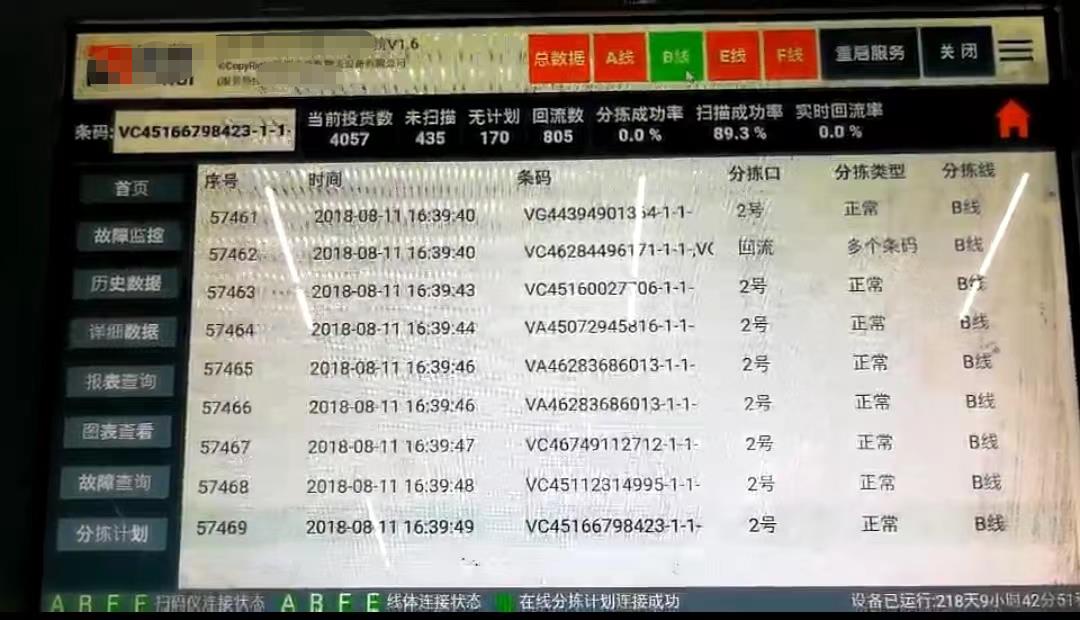 V1.6
©CopyRi
总数据 A线 B线 E线 F线 重启服务 关闭
条码: VC45166798423-1-1-
当前投货数 未扫描 无计划 回流数 分拣成功率 扫描成功率 实时回流率
4057 435 170 805 0.0 % 89.3 % 0.0 %
首页
故障监控
历史数据
详细数据
报表查询
图表查看
故障查询
分拣计划
序号 时间 条码 分拣口 分拣类型 分拣线
57461 2018-08-11 16:39:40 VG44394901364-1-1- 2号 正常 B线
57462 2018-08-11 16:39:40 VC46284496171-1-1-,VC 回流 多个条码 B线
57463 2018-08-11 16:39:43 VC45160027706-1-1- 2号 正常 B线
57464 2018-08-11 16:39:44 VA45072945816-1-1- 2号 正常 B线
57465 2018-08-11 16:39:46 VA46283686013-1-1- 2号 正常 B线
57466 2018-08-11 16:39:46 VA46283686013-1-1- 2号 正常 B线
57467 2018-08-11 16:39:47 VC46749112712-1-1- 2号 正常 B线
57468 2018-08-11 16:39:48 VC45112314995-1-1- 2号 正常 B线
57469 2018-08-11 16:39:49 VC45166798423-1-1- 2号 正常 B线
A B E F 扫码仪连接状态 A B F E 线体连接状态 在线分拣计划连接成功 设备已运行:218天9小时42分51秒